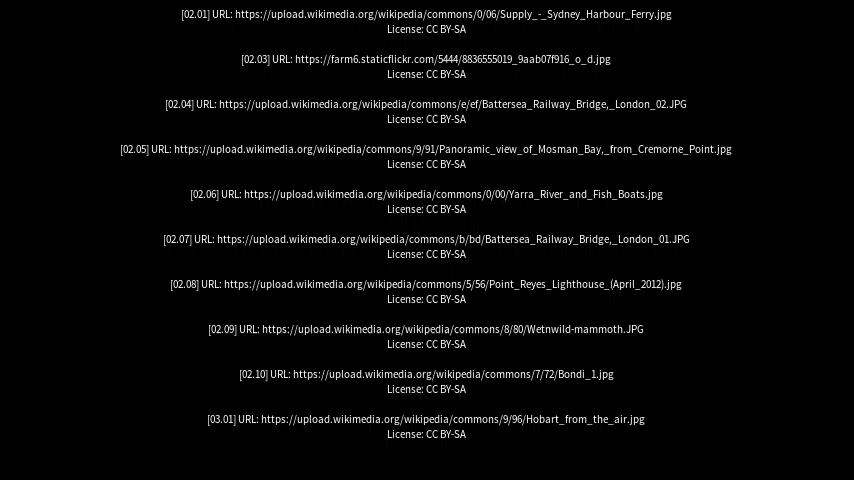 [02.01] URL: https://upload.wikimedia.org/wikipedia/commons/0/06/Supply_-_Sydney_Harbour_Ferry.jpg
License: CC BY-SA
[02.03] URL: https://farm6.staticflickr.com/5444/8836555019_9aab07f916_o_d.jpg
License: CC BY-SA
[02.04] URL: https://upload.wikimedia.org/wikipedia/commons/e/ef/Battersea_Railway_Bridge,_London_02.JPG
License: CC BY-SA
[02.05] URL: https://upload.wikimedia.org/wikipedia/commons/9/91/Panoramic_view_of_Mosman_Bay,_from_Cremorne_Point.jpg
License: CC BY-SA
[02.06] URL: https://upload.wikimedia.org/wikipedia/commons/0/00/Yarra_River_and_Fish_Boats.jpg
License: CC BY-SA
[02.07] URL: https://upload.wikimedia.org/wikipedia/commons/b/bd/Battersea_Railway_Bridge,_London_01.JPG
License: CC BY-SA
[02.08] URL: https://upload.wikimedia.org/wikipedia/commons/5/56/Point_Reyes_Lighthouse_(April_2012).jpg
License: CC BY-SA
[02.09] URL: https://upload.wikimedia.org/wikipedia/commons/8/80/Wetnwild-mammoth.JPG
License: CC BY-SA
[02.10] URL: https://upload.wikimedia.org/wikipedia/commons/7/72/Bondi_1.jpg
License: CC BY-SA
[03.01] URL: https://upload.wikimedia.org/wikipedia/commons/9/96/Hobart_from_the_air.jpg
License: CC BY-SA